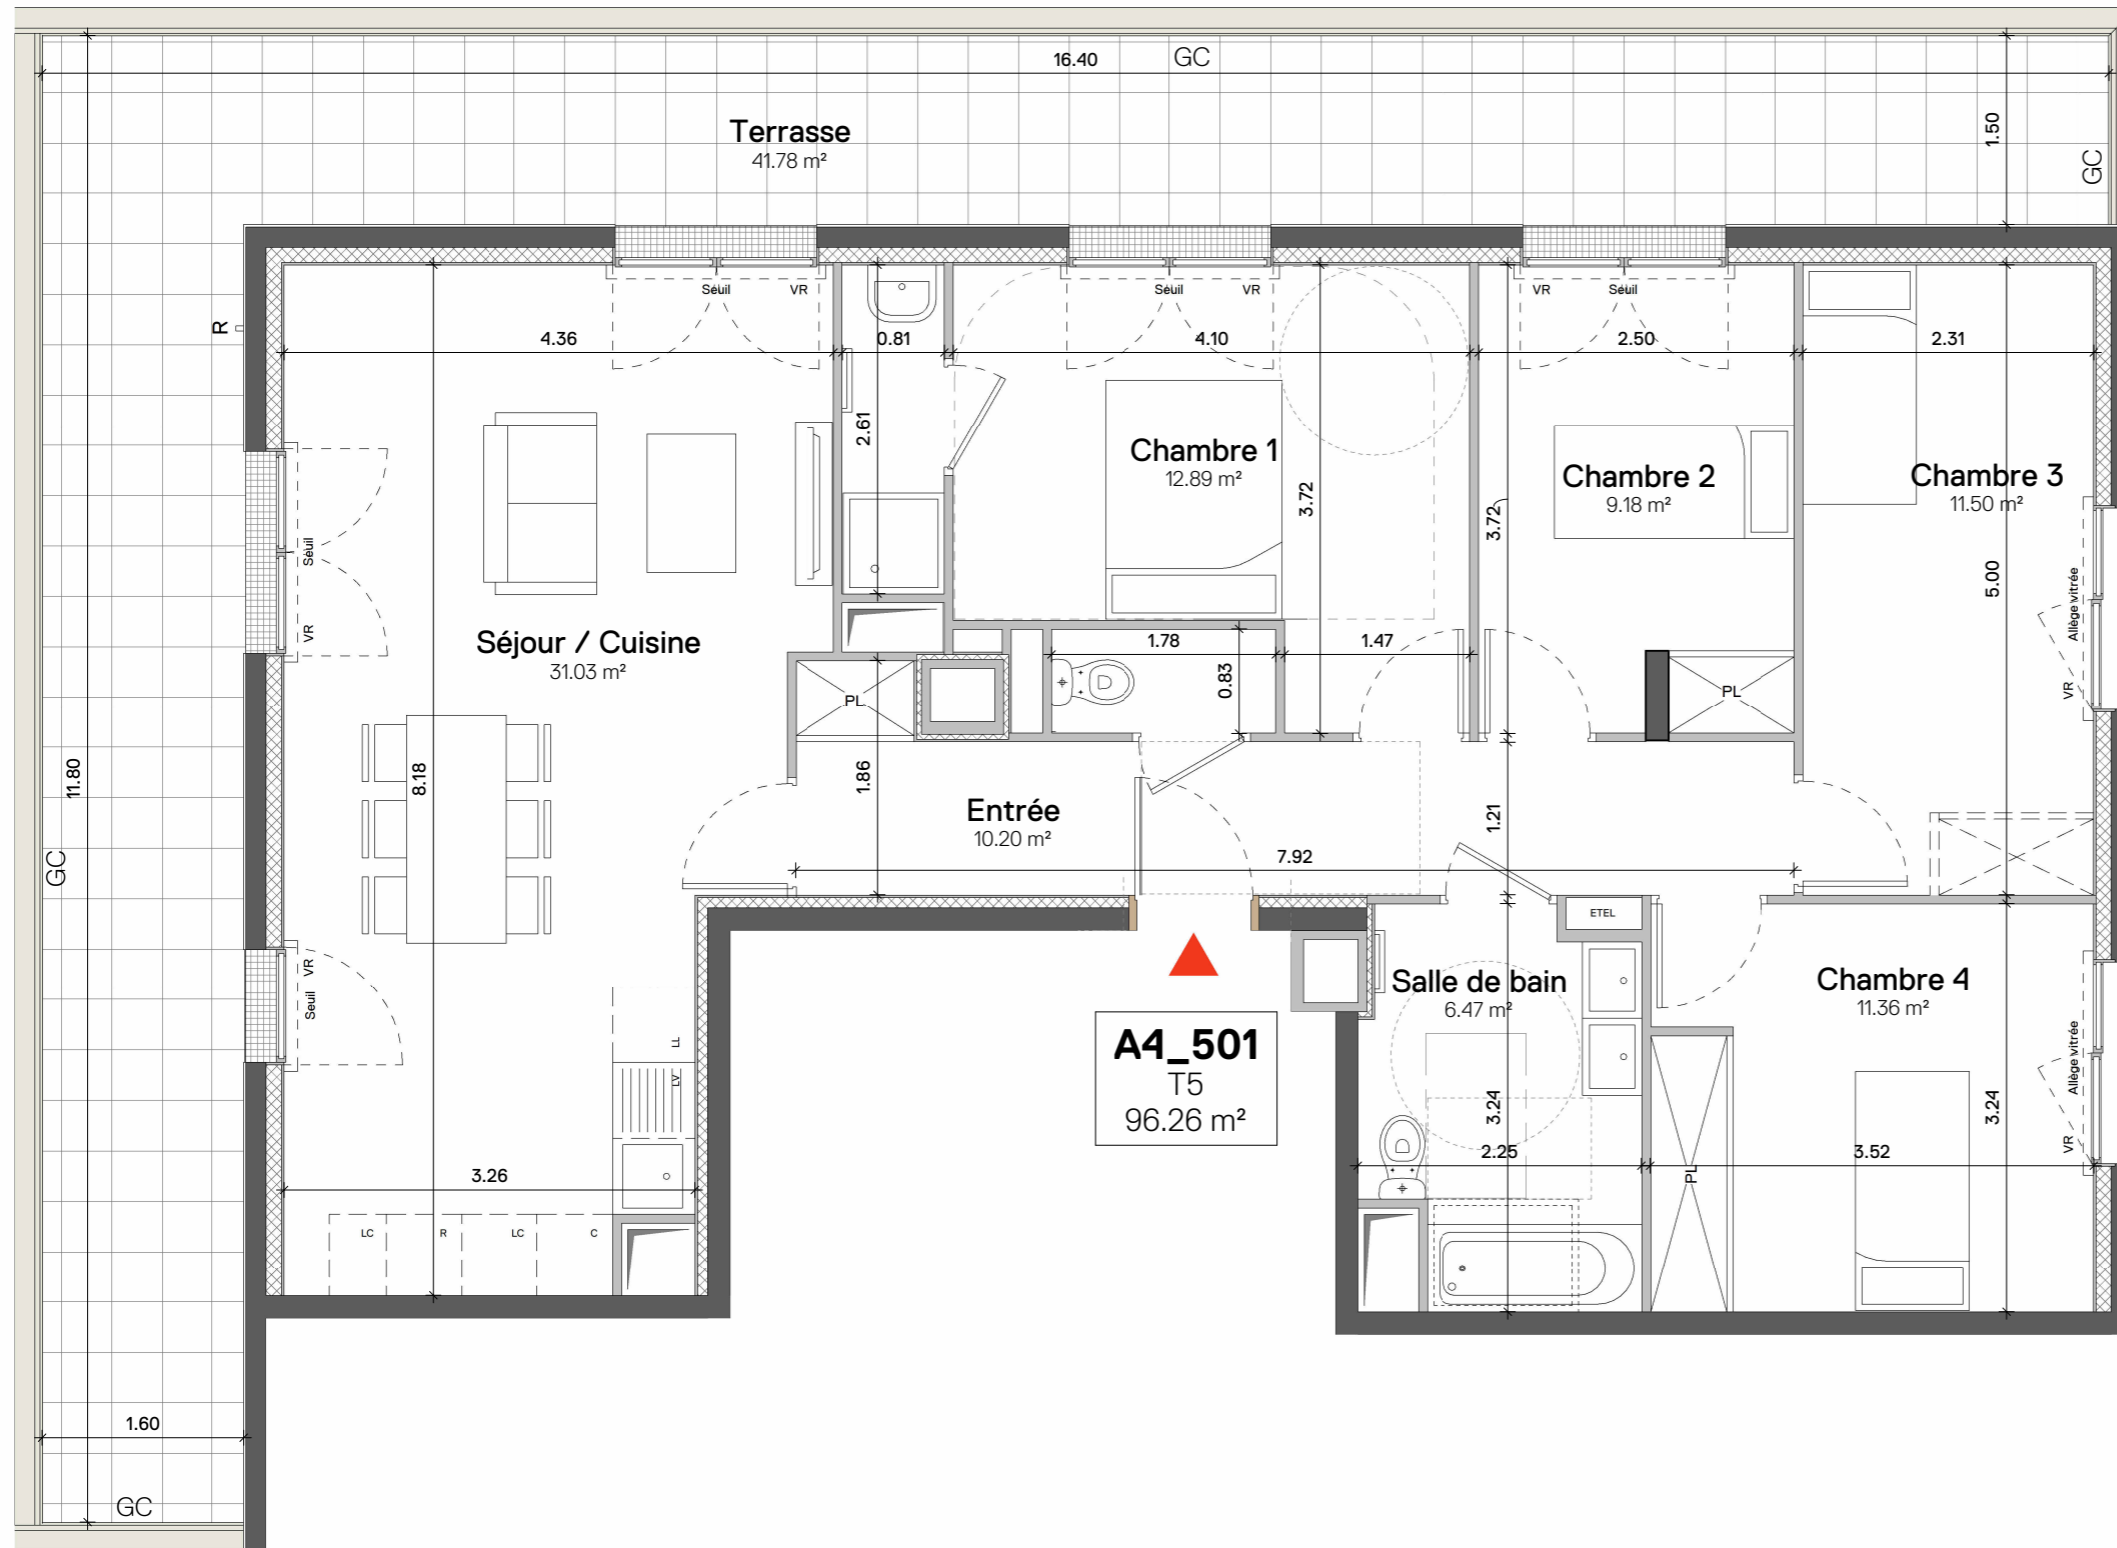 16.40
GC
Terrasse
41.78 m²
1.50
GC
R
Seuil
VR
Seuil
VR
VR
Seuil
4.36
0.81
4.10
2.50
2.31
2.61
Chambre 1
12.89 m²
3.72
3.72
Chambre 2
9.18 m²
Chambre 3
11.50 m²
5.00
Allège vitrée
VR
Seuil
VR
Séjour / Cuisine
31.03 m²
1.78
0.83
1.47
PL
PL
11.80
GC
8.18
1.86
Entrée
10.20 m²
1.21
7.92
ETEL
VR
Seuil
LL
LV
A4_501
T5
96.26 m²
Salle de bain
6.47 m²
3.24
2.25
Chambre 4
11.36 m²
PL
3.52
3.24
Allège vitrée
VR
3.26
LC
R
LC
C
1.60
GC